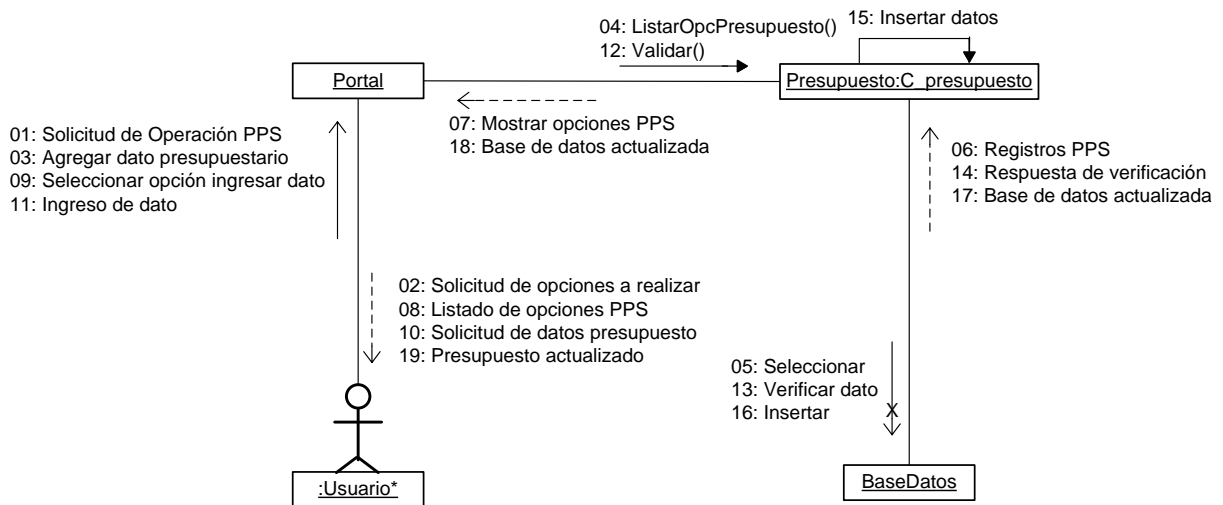 04: ListarOpcPresupuesto()
12: Validar()
15: Insertar datos
Portal
Presupuesto:C_presupuesto
01: Solicitud de Operación PPS
03: Agregar dato presupuestario
09: Seleccionar opción ingresar dato
11: Ingreso de dato
07: Mostrar opciones PPS
18: Base de datos actualizada
06: Registros PPS
14: Respuesta de verificación
17: Base de datos actualizada
02: Solicitud de opciones a realizar
08: Listado de opciones PPS
10: Solicitud de datos presupuesto
19: Presupuesto actualizado
05: Seleccionar
13: Verificar dato
16: Insertar
X
:Usuario*
BaseDatos